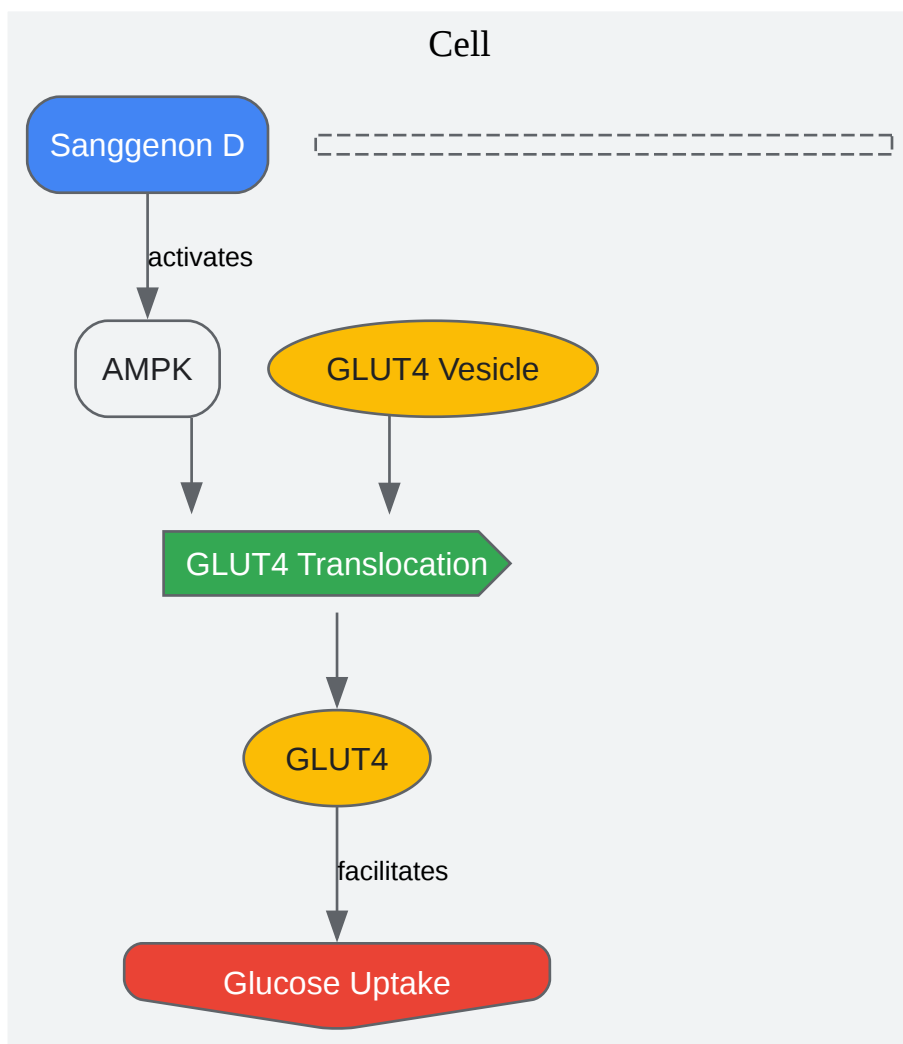 Cell
Sanggenon D
activates
AMPK
GLUT4 Vesicle
GLUT4 Translocation
GLUT4
facilitates
Glucose Uptake